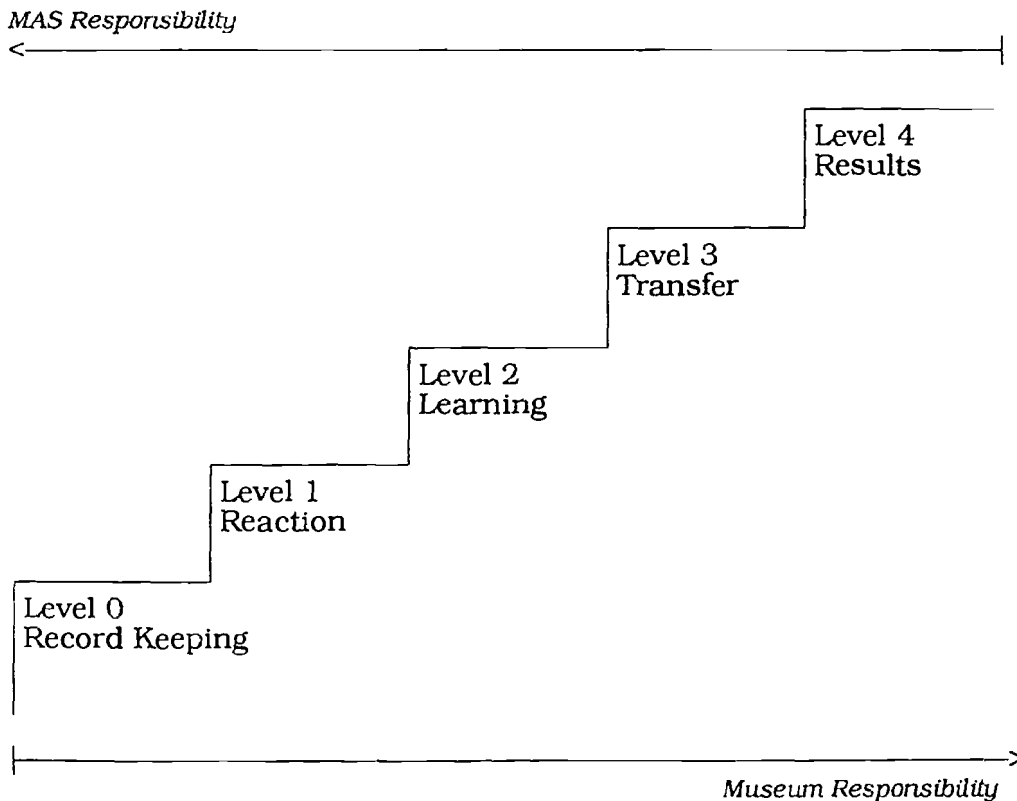 MAS Responsibility
Level 4
Results
Level 3
Transfer
Level 2
Learning
Level 1
Reaction
Level 0
Record Keeping
Museum Responsibility